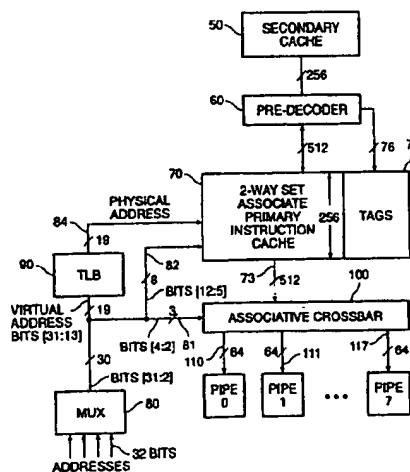 50
SECONDARY
CACHE
256
60
PRE-DECODER
512
76
70
7
PHYSICAL
ADDRESS
2-WAY SET
ASSOCIATE
PRIMARY
INSTRUCTION
CACHE
256
TAGS
84
19
90
TLB
82
8
73
512
100
VIRTUAL
ADDRESS
BITS [31:13]
19
BITS [12:5]
3
ASSOCIATIVE CROSSBAR
BITS [4:2]
81
30
110
64
64
111
117
64
BITS [31:2]
PIPE
0
PIPE
1
• • •
PIPE
7
MUX
80
32 BITS
ADDRESSES